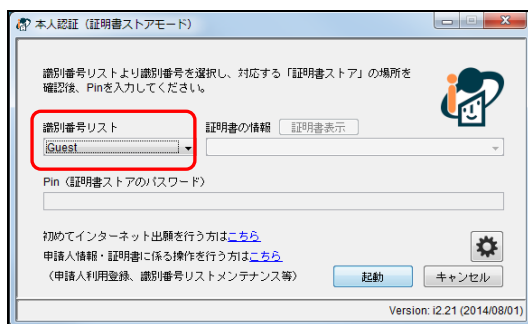 本人認証（証明書ストアモード）
識別番号リストより識別番号を選択し、対応する「証明書ストア」の場所を
確認後、Pinを入力してください。
識別番号リスト
証明書の情報
証明書表示
Guest
Pin（証明書ストアのパスワード）
初めてインターネット出願を行う方はこちら
申請人情報・証明書に係る操作を行う方はこちら
（申請人利用登録、識別番号リストメンテナンス等）
起動
キャンセル
Version: i2.21 (2014/08/01)